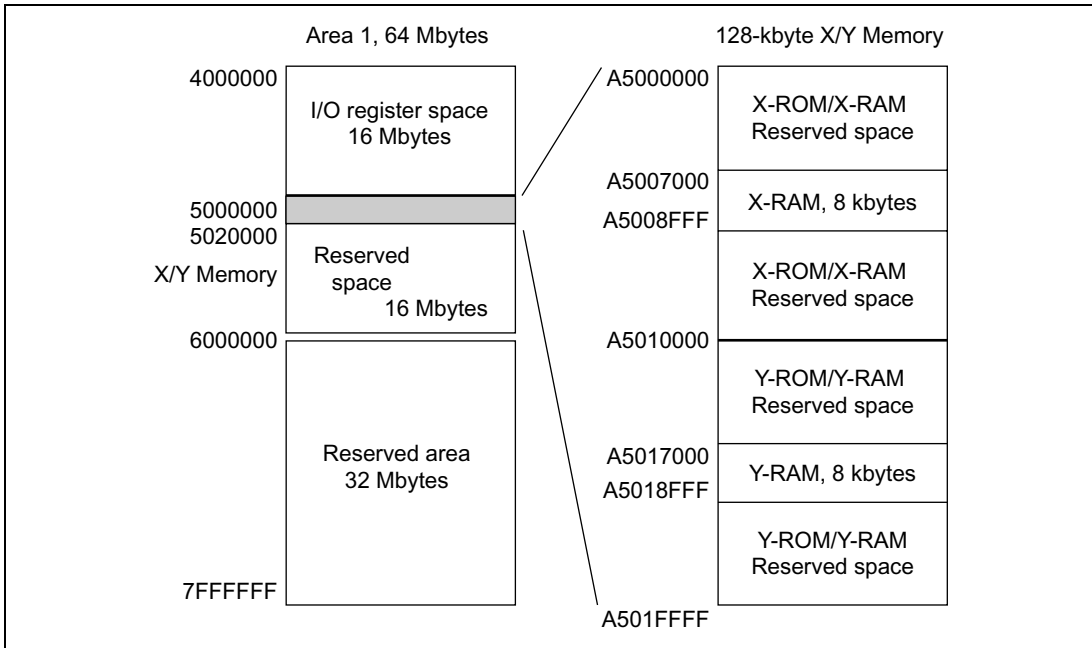 Area 1, 64 Mbytes
4000000
I/O register space
16 Mbytes
5000000
5020000
X/Y Memory
Reserved
space
16 Mbytes
6000000
Reserved area
32 Mbytes
7FFFFFF
128-kbyte X/Y Memory
A5000000
X-ROM/X-RAM
Reserved space
A5007000
X-RAM, 8 kbytes
A5008FFF
X-ROM/X-RAM
Reserved space
A5010000
Y-ROM/Y-RAM
Reserved space
A5017000
Y-RAM, 8 kbytes
A5018FFF
Y-ROM/Y-RAM
Reserved space
A501FFFF